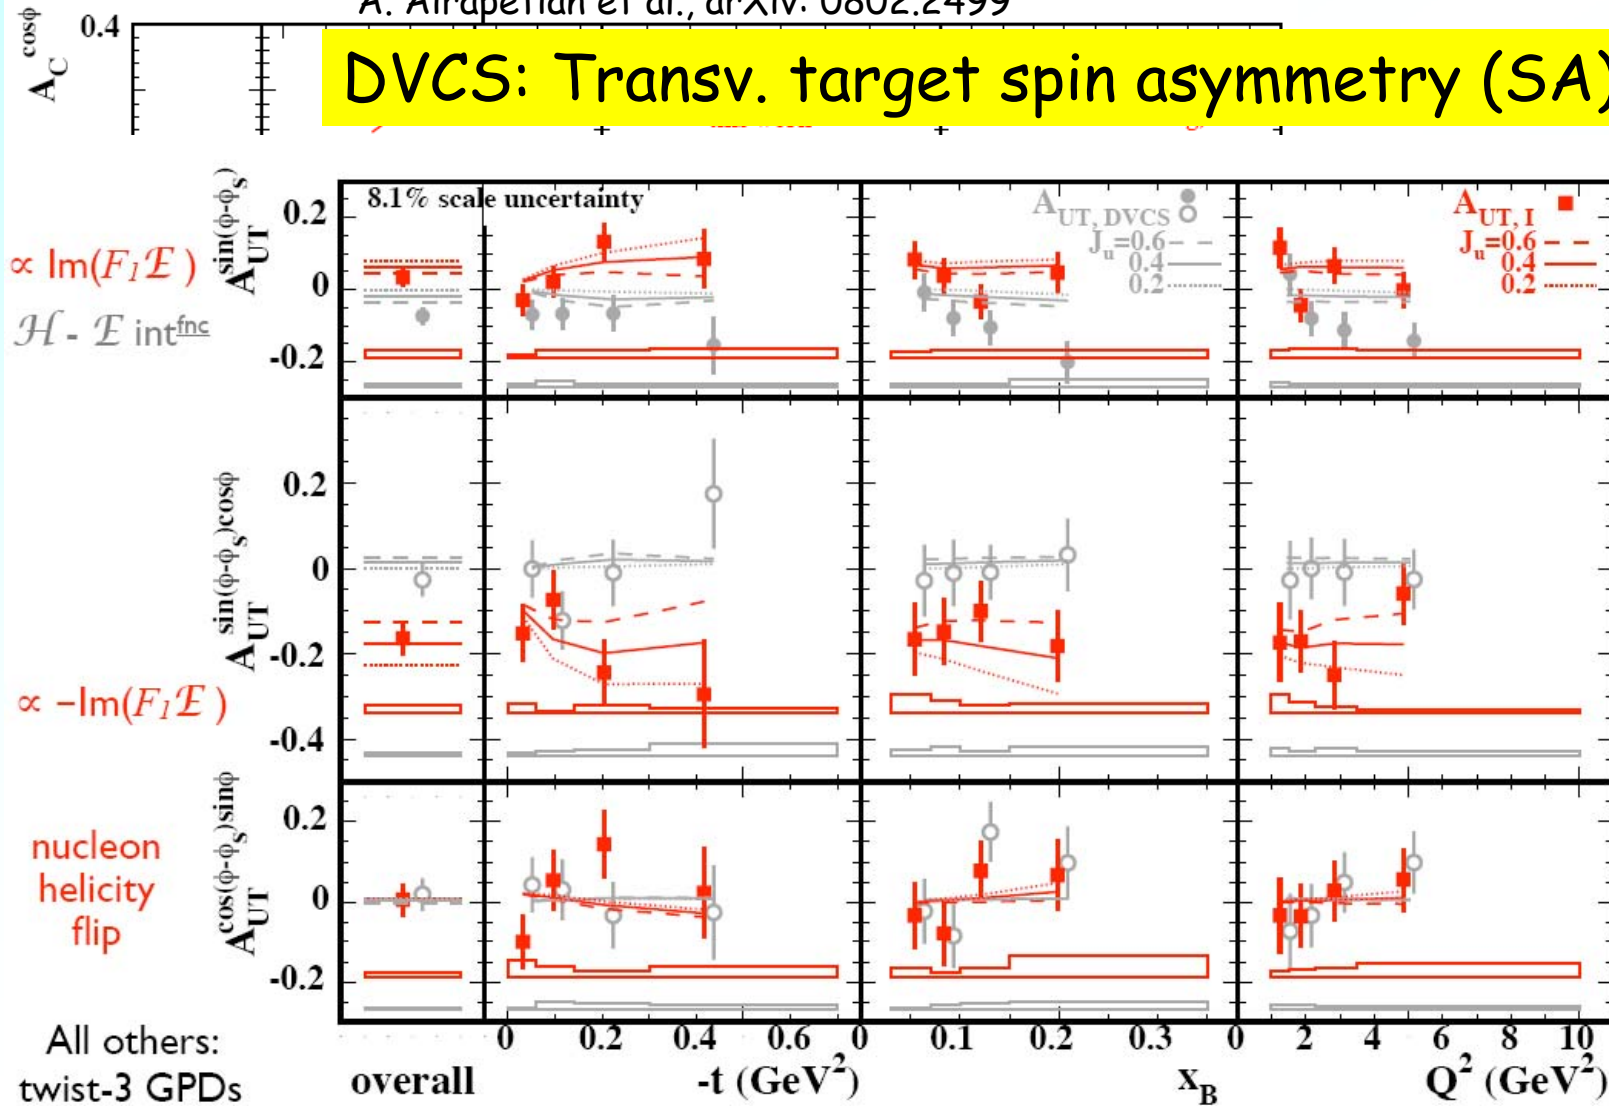 A. Airapetian et al., arXiv: 0802.2499
A_C^cosφ
0.4
DVCS: Transv. target spin asymmetry (SA)
∝ Im(F₁ℰ)
ℋ - ℰ int^fnc
A_UT^sin(φ-φ_s)
0.2
0
-0.2
8.1% scale uncertainty
A_UT, DVCS
J_u=0.6
0.4
0.2
A_UT, I
J_u=0.6
0.4
0.2
∝ –Im(F₁ℰ)
A_UT^sin(φ-φ_s)cosφ
0.2
0
-0.2
-0.4
nucleon
helicity
flip
A_UT^cos(φ-φ_s)sinφ
0.2
0
-0.2
All others:
twist-3 GPDs
0 0.2 0.4 0.6 0 0.1 0.2 0.3 0 2 4 6 8 10
overall -t (GeV²) x_B Q² (GeV²)